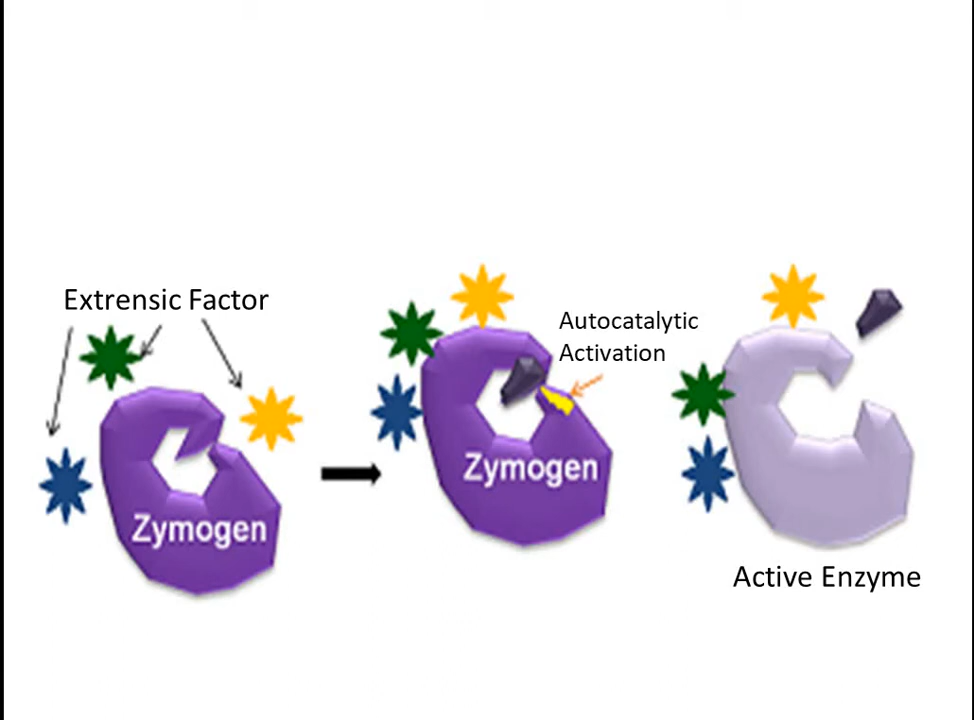 Extrensic Factor
Zymogen
Autocatalytic
Activation
Zymogen
Active Enzyme